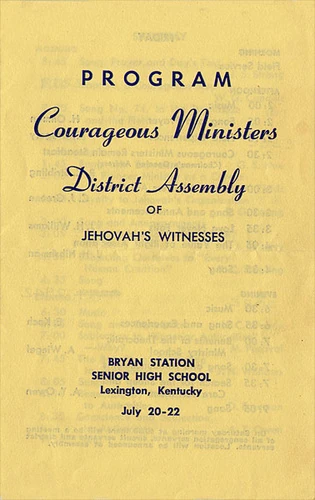 PROGRAM
Courageous Ministers
District Assembly
OF
JEHOVAH'S WITNESSES
BRYAN STATION
SENIOR HIGH SCHOOL
Lexington, Kentucky
July 20-22